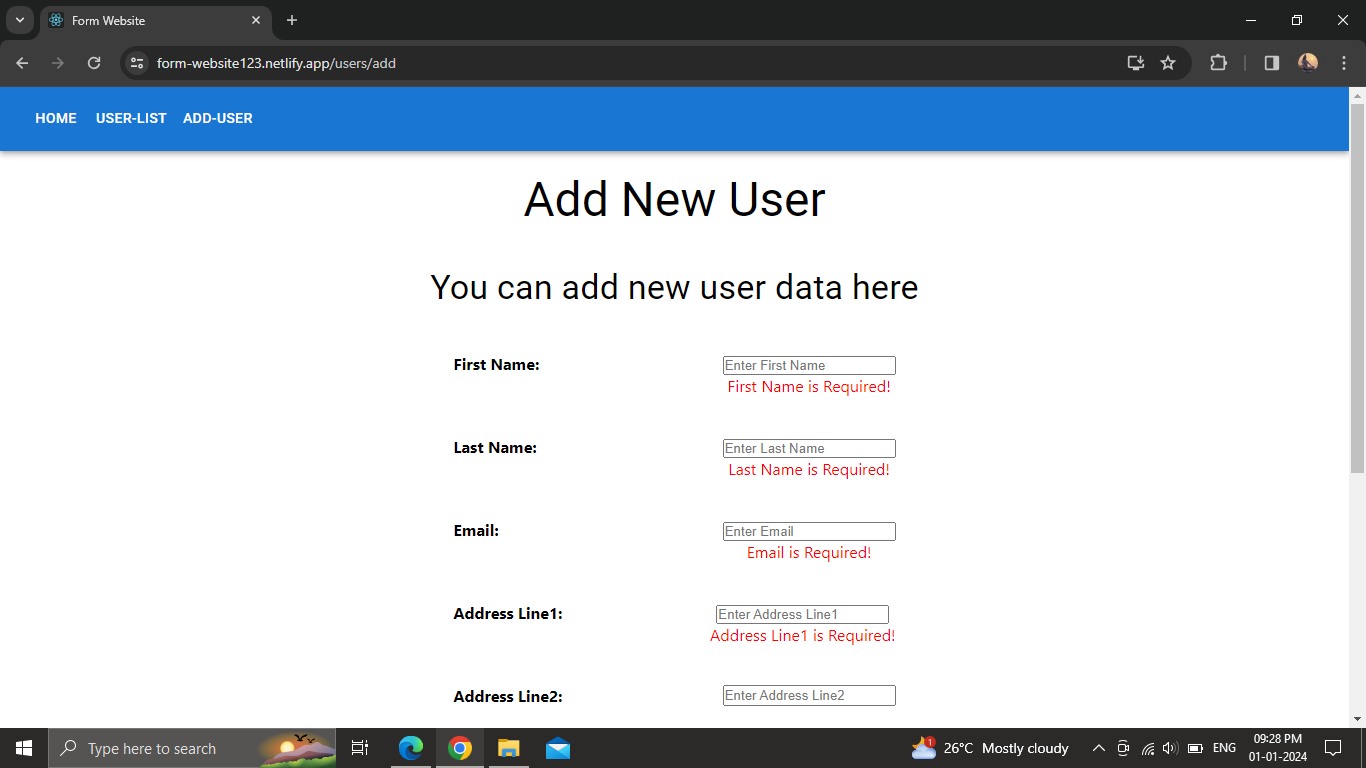 Form Website
form-website123.netlify.app/users/add
HOME USER-LIST ADD-USER
Add New User
You can add new user data here
First Name: Enter First Name
First Name is Required!
Last Name: Enter Last Name
Last Name is Required!
Email: Enter Email
Email is Required!
Address Line1: Enter Address Line1
Address Line1 is Required!
Address Line2: Enter Address Line2
Type here to search
1
26°C Mostly cloudy
ENG
09:28 PM
01-01-2024